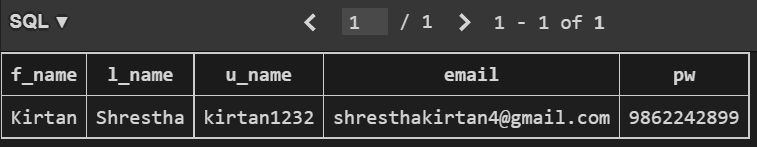 SQL ▼ < 1 / 1 > 1 - 1 of 1
f_name l_name u_name email pw
Kirtan Shrestha kirtan1232 shresthakirtan4@gmail.com 9862242899